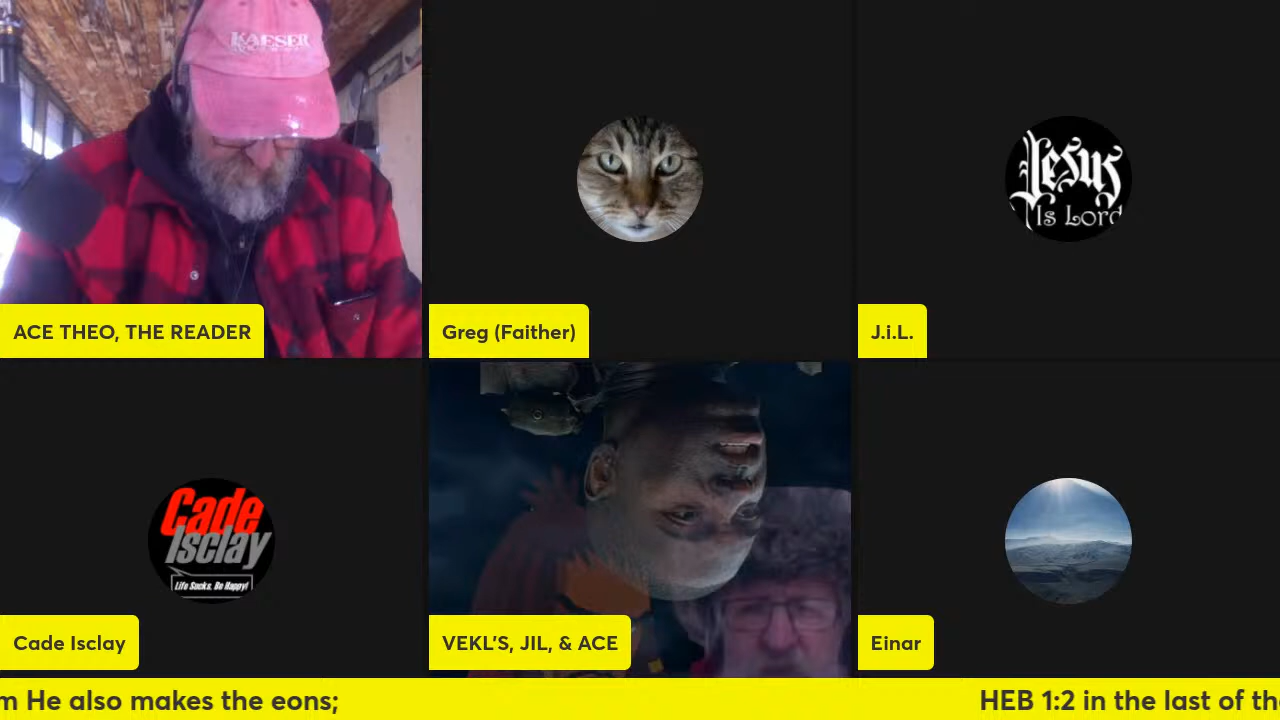 KAESER
ACE THEO, THE READER
Greg (Faither)
Jesus
Is Lord
J.i.L.
Cade
Isclay
Life Sucks. Be Happy!
Cade Isclay
VEKL'S, JIL, & ACE
Einar
m He also makes the eons;
HEB 1:2 in the last of th